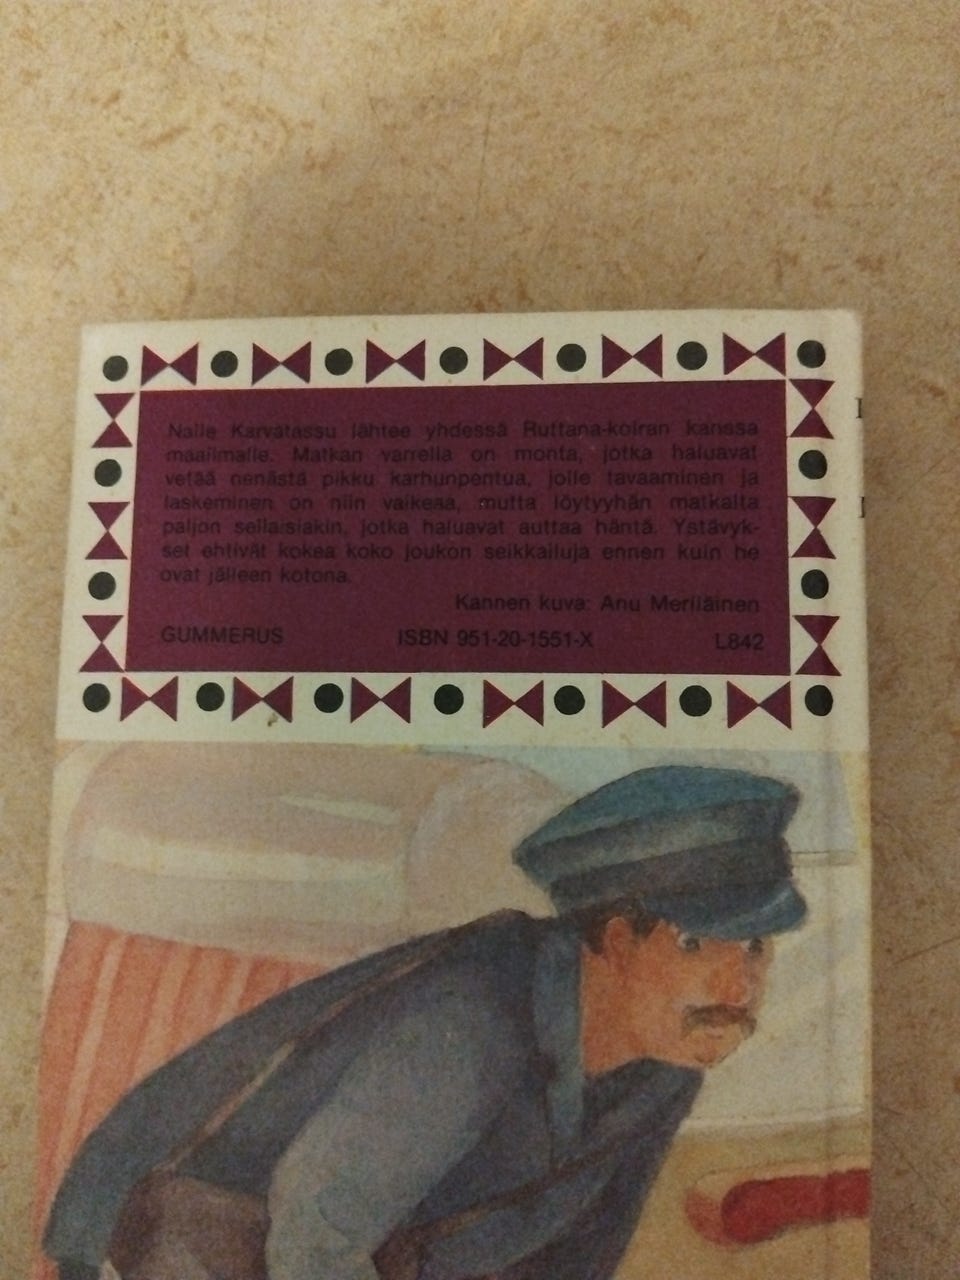 Nalle Karvatassu lähtee yhdessä Ruttana-koiran kanssa
maailmalle. Matkan varrella on monta, jotka haluavat
vetää nenästä pikku karhunpentua, jolle tavaaminen ja
laskeminen on niin vaikeaa, mutta löytyyhän matkalta
paljon sellaisiakin, jotka haluavat auttaa häntä. Ystävyk-
set ehtivät kokea koko joukon seikkailuja ennen kuin he
ovat jälleen kotona.
Kannen kuva: Anu Meriläinen
GUMMERUS ISBN 951-20-1551-X L842